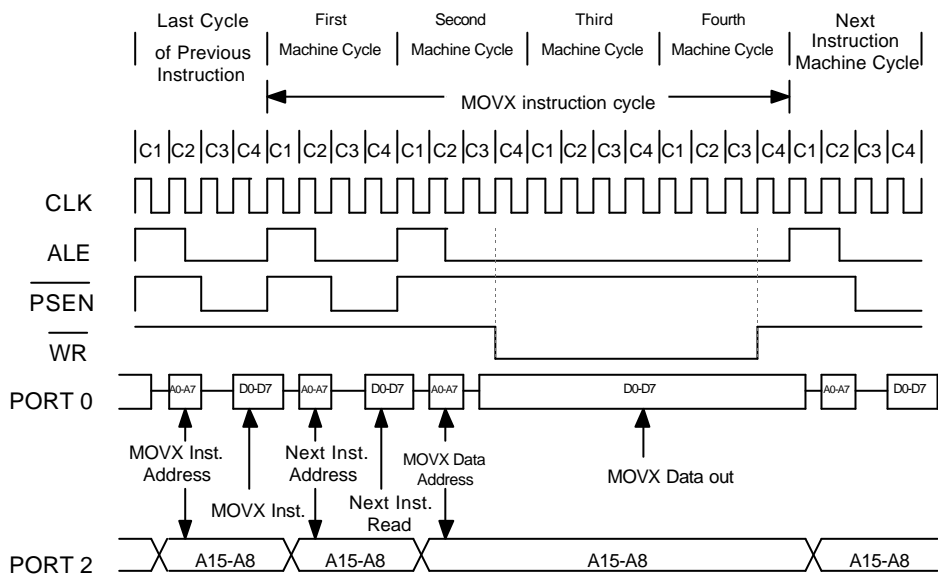 Last Cycle
of Previous
Instruction
First
Machine Cycle
Second
Machine Cycle
Third
Machine Cycle
Fourth
Machine Cycle
Next
Instruction
Machine Cycle
MOVX instruction cycle
C1 C2 C3 C4 C1 C2 C3 C4 C1 C2 C3 C4 C1 C2 C3 C4 C1 C2 C3 C4 C1 C2 C3 C4
CLK
ALE
PSEN
WR
PORT 0
A0-A7 D0-D7 A0-A7 D0-D7 A0-A7 D0-D7 A0-A7 D0-D7
MOVX Inst.
Address
MOVX Inst.
Next Inst.
Address
Next Inst.
Read
MOVX Data
Address
MOVX Data out
PORT 2
A15-A8 A15-A8 A15-A8 A15-A8